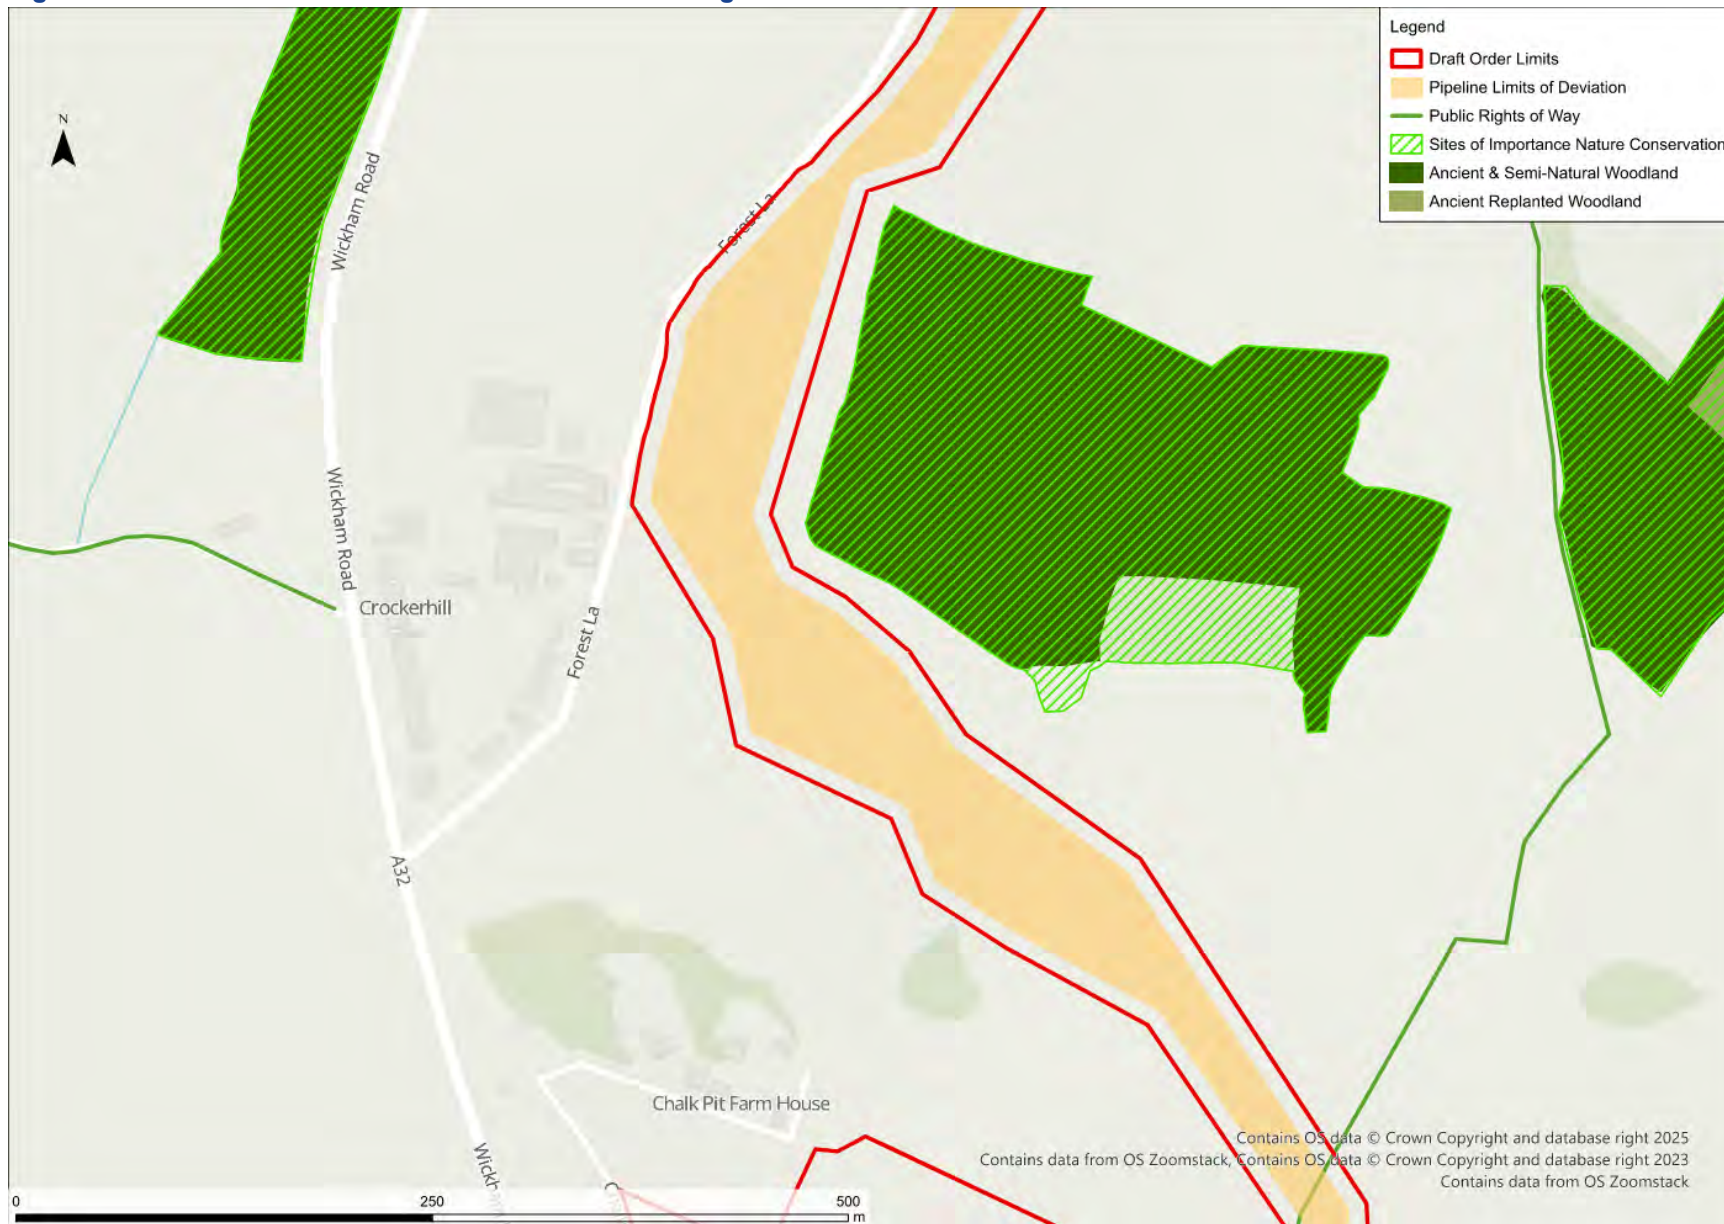 Legend
Draft Order Limits
Pipeline Limits of Deviation
Public Rights of Way
Sites of Importance Nature Conservation
Ancient & Semi-Natural Woodland
Ancient Replanted Woodland
N
Wickham Road
Forest La
Wickham Road
Crockerhill
Forest La
A32
Chalk Pit Farm House
Contains OS data © Crown Copyright and database right 2025
Contains data from OS Zoomstack, Contains OS data © Crown Copyright and database right 2023
Contains data from OS Zoomstack
0 250 500 m